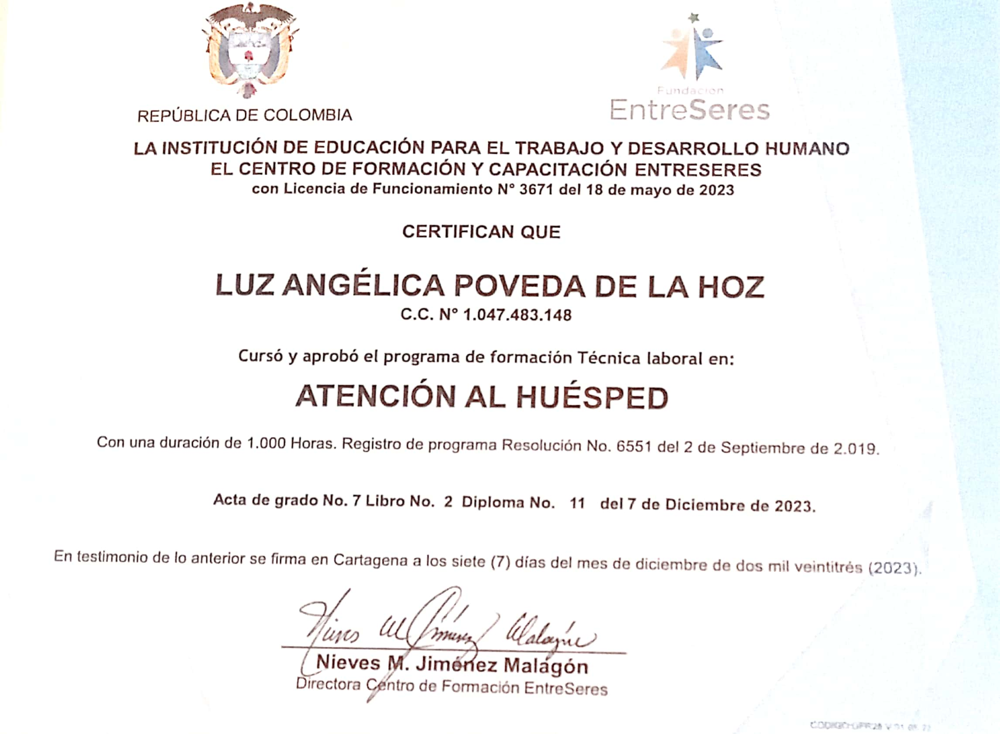 REPÚBLICA DE COLOMBIA
Fundación
EntreSeres
LA INSTITUCIÓN DE EDUCACIÓN PARA EL TRABAJO Y DESARROLLO HUMANO
EL CENTRO DE FORMACIÓN Y CAPACITACIÓN ENTRESERES
con Licencia de Funcionamiento N° 3671 del 18 de mayo de 2023
CERTIFICAN QUE
LUZ ANGÉLICA POVEDA DE LA HOZ
C.C. N° 1.047.483.148
Cursó y aprobó el programa de formación Técnica laboral en:
ATENCIÓN AL HUÉSPED
Con una duración de 1.000 Horas. Registro de programa Resolución No. 6551 del 2 de Septiembre de 2.019.
Acta de grado No. 7 Libro No. 2 Diploma No. 11 del 7 de Diciembre de 2023.
En testimonio de lo anterior se firma en Cartagena a los siete (7) días del mes de diciembre de dos mil veintitrés (2023).
Nieves M Jiménez Malagón
Nieves M. Jiménez Malagón
Directora Centro de Formación EntreSeres